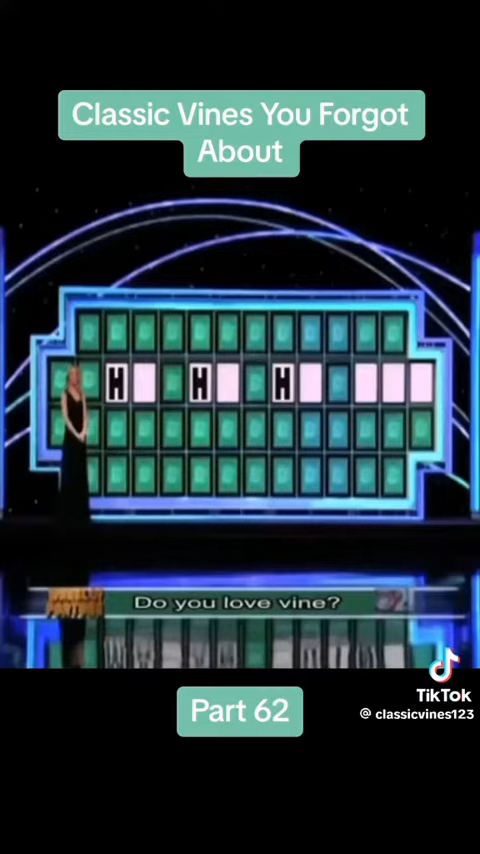 Classic Vines You Forgot
About
H H H
Do you love vine?
Part 62
TikTok
@ classicvines123